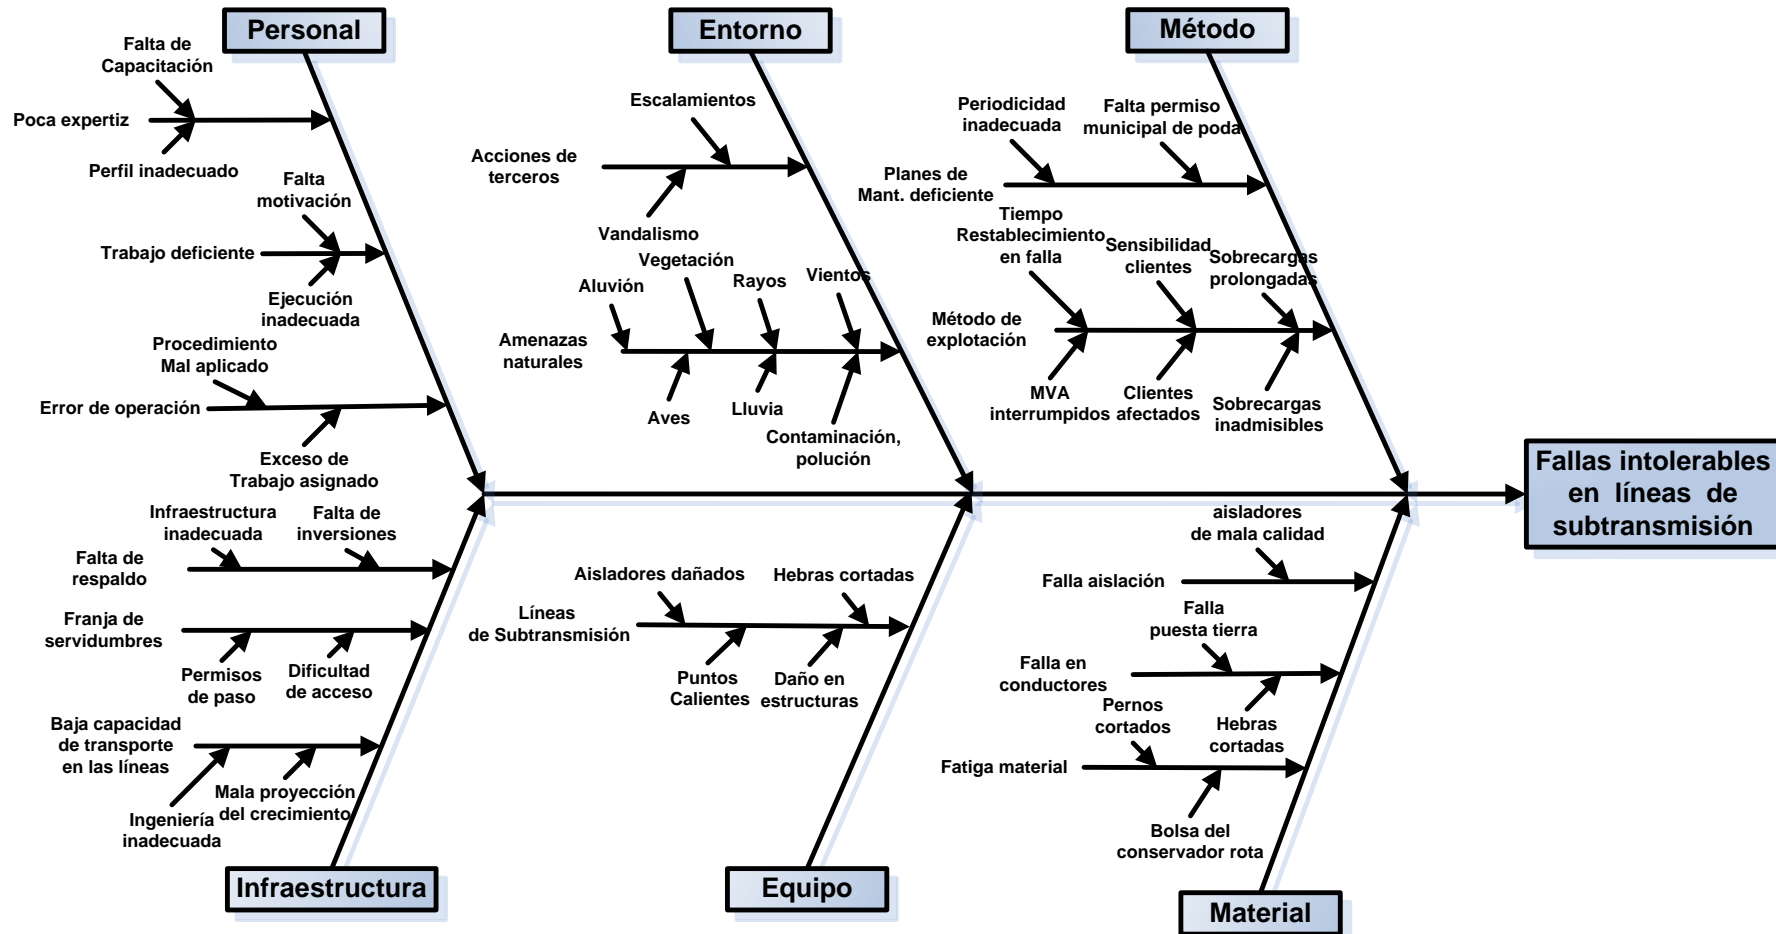 Personal
Entorno
Método
Falta de
Capacitación
Poca expertiz
Perfil inadecuado
Falta
motivación
Trabajo deficiente
Ejecución
inadecuada
Procedimiento
Mal aplicado
Error de operación
Exceso de
Trabajo asignado
Escalamientos
Acciones de
terceros
Vandalismo
Vegetación
Aluvión
Rayos
Vientos
Amenazas
naturales
Aves
Lluvia
Contaminación,
polución
Periodicidad
inadecuada
Falta permiso
municipal de poda
Planes de
Mant. deficiente
Tiempo
Restablecimiento
en falla
Sensibilidad
clientes
Sobrecargas
prolongadas
Método de
explotación
MVA
interrumpidos
Clientes
afectados
Sobrecargas
inadmisibles
Fallas intolerables
en líneas de
subtransmisión
Infraestructura
inadecuada
Falta de
inversiones
Falta de
respaldo
Franja de
servidumbres
Permisos
de paso
Dificultad
de acceso
Baja capacidad
de transporte
en las líneas
Mala proyección
del crecimiento
Ingeniería
inadecuada
Aisladores dañados
Hebras cortadas
Líneas
de Subtransmisión
Puntos
Calientes
Daño en
estructuras
aisladores
de mala calidad
Falla aislación
Falla
puesta tierra
Falla en
conductores
Hebras
cortadas
Pernos
cortados
Fatiga material
Bolsa del
conservador rota
Infraestructura
Equipo
Material